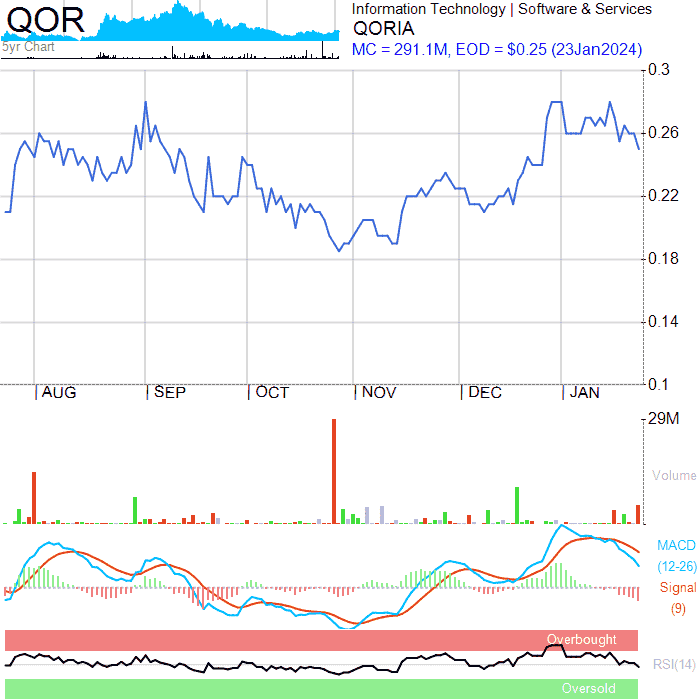 QOR
5yr Chart
Information Technology | Software & Services
QORIA
MC = 291.1M, EOD = $0.25 (23Jan2024)
0.3
0.26
0.22
0.18
0.14
0.1
AUG SEP OCT NOV DEC JAN
29M
Volume
MACD
(12-26)
Signal
(9)
Overbought
RSI(14)
Oversold